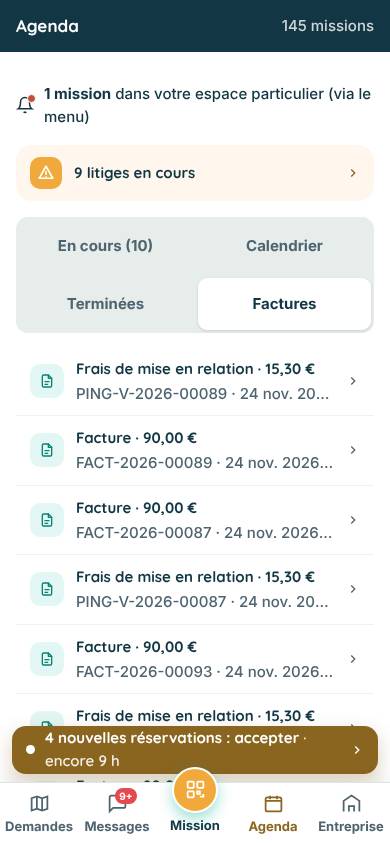 Agenda
145 missions
1 mission dans votre espace particulier (via le
menu)
9 litiges en cours
En cours (10)
Calendrier
Terminées
Factures
Frais de mise en relation · 15,30 €
PING-V-2026-00089 · 24 nov. 20...
Facture · 90,00 €
FACT-2026-00089 · 24 nov. 2026...
Facture · 90,00 €
FACT-2026-00087 · 24 nov. 2026...
Frais de mise en relation · 15,30 €
PING-V-2026-00087 · 24 nov. 20...
Facture · 90,00 €
FACT-2026-00093 · 24 nov. 2026...
Frais de mise en relation · 15,30 €
4 nouvelles réservations : accepter ·
encore 9 h
9+
Demandes
Messages
Mission
Agenda
Entreprise